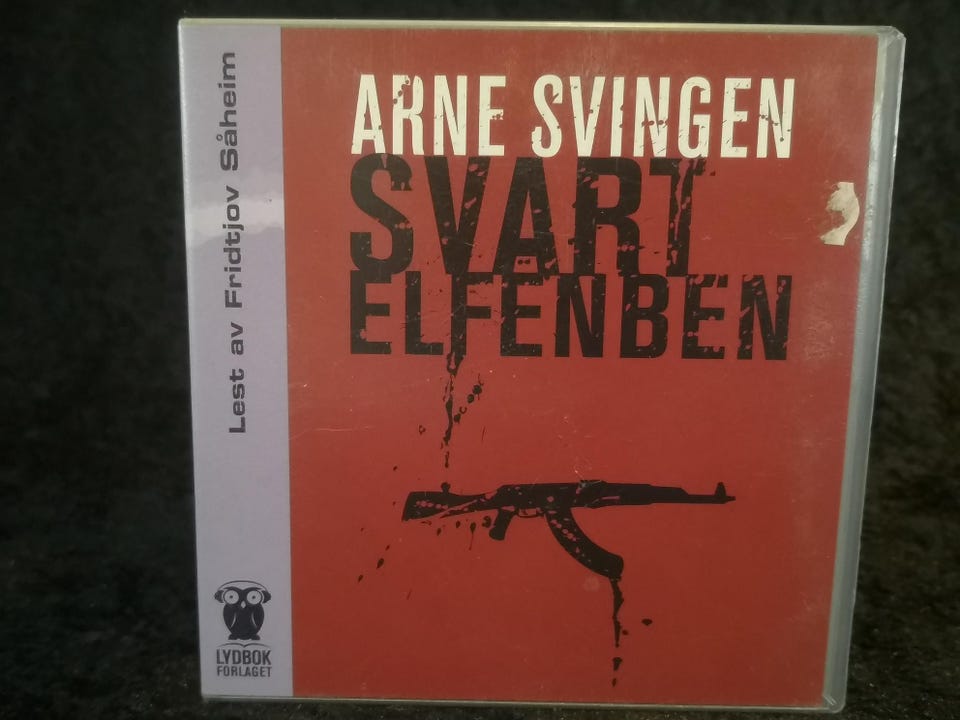 Lest av Fridtjov Såheim
ARNE SVINGEN
SVART
ELFENBEN
LYDBOK
FORLAGET